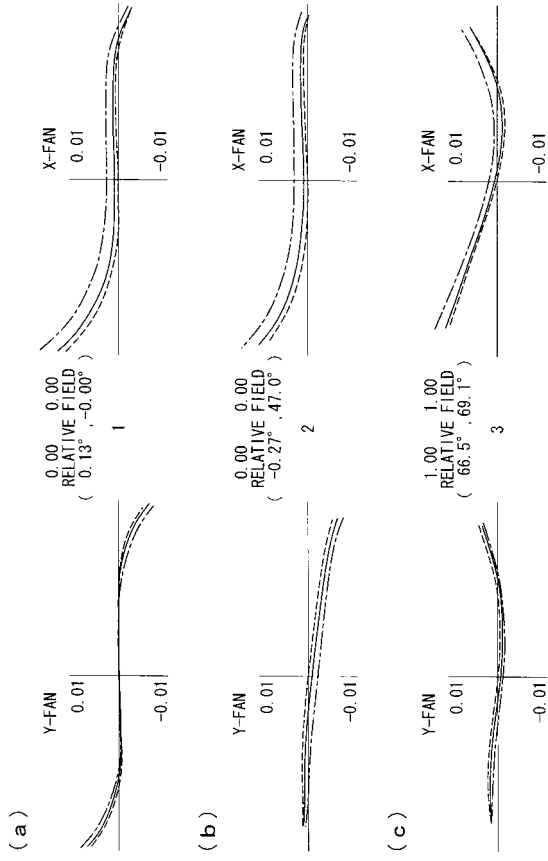 (a)
Y-FAN
0.01
-0.01
0.00 0.00
RELATIVE FIELD
( 0.13° ,-0.00° )
1
X-FAN
0.01
-0.01
(b)
Y-FAN
0.01
-0.01
0.00 0.00
RELATIVE FIELD
( -0.27° ,47.0° )
2
X-FAN
0.01
-0.01
(c)
Y-FAN
0.01
-0.01
1.00 1.00
RELATIVE FIELD
( 66.5° ,69.1° )
3
X-FAN
0.01
-0.01